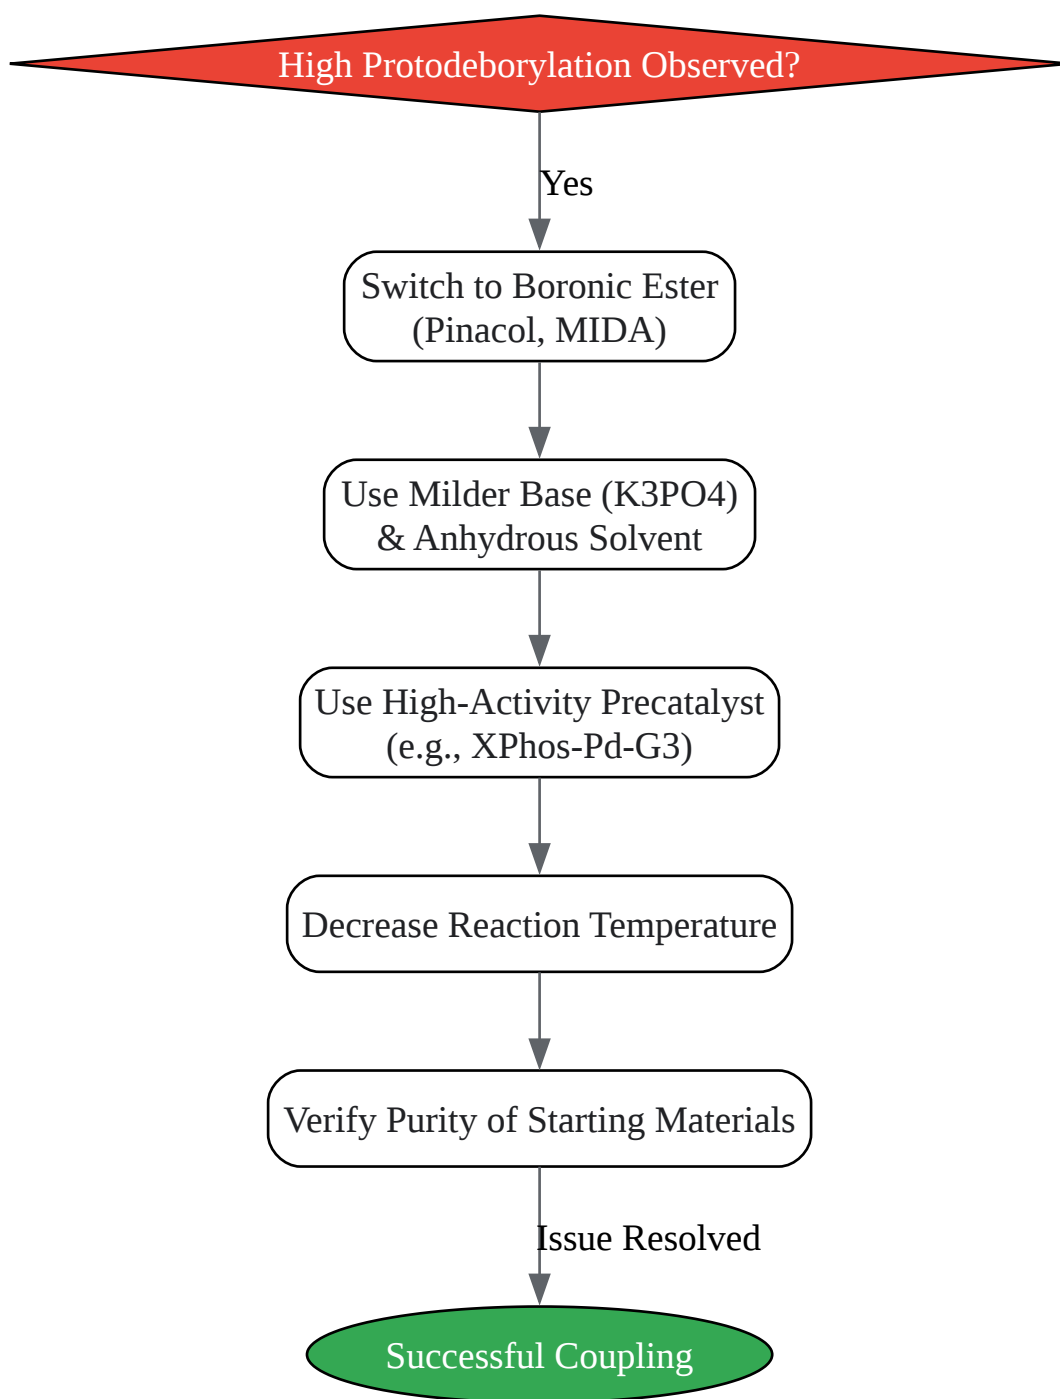 High Protodeborylation Observed?
Yes
Switch to Boronic Ester
(Pinacol, MIDA)
Use Milder Base (K3PO4)
& Anhydrous Solvent
Use High-Activity Precatalyst
(e.g., XPhos-Pd-G3)
Decrease Reaction Temperature
Verify Purity of Starting Materials
Issue Resolved
Successful Coupling